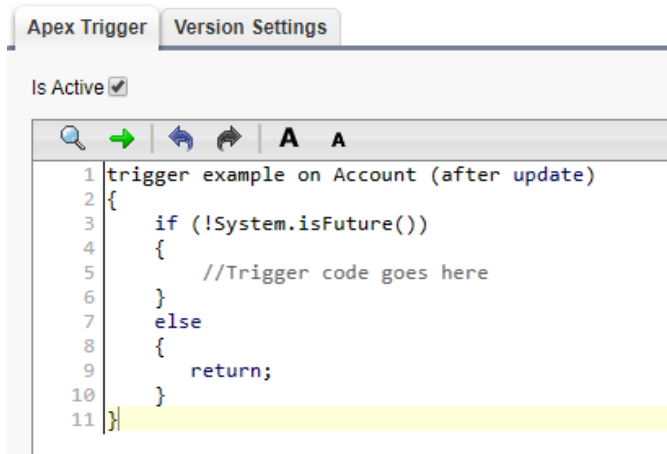 Apex Trigger Version Settings
Is Active
A A
1 trigger example on Account (after update)
2 {
3 if (!System.isFuture())
4 {
5 //Trigger code goes here
6 }
7 else
8 {
9 return;
10 }
11 }